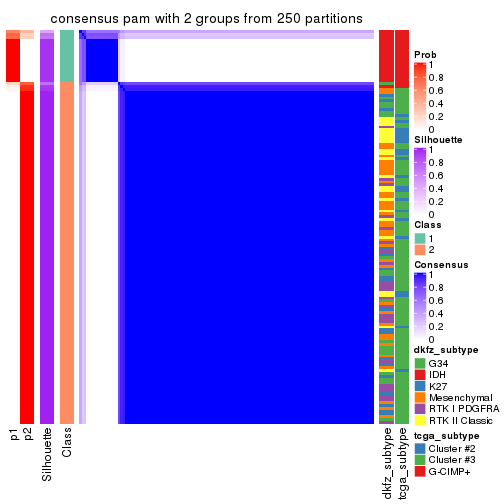 consensus pam with 2 groups from 250 partitions
Prob
1
0.8
0.6
0.4
0.2
0
Silhouette
1
0.8
0.6
0.4
0.2
0
Class
1
2
Consensus
1
0.8
0.6
0.4
0.2
0
dkfz_subtype
G34
IDH
K27
Mesenchymal
RTK I PDGFRA
RTK II Classic
tcga_subtype
Cluster #2
Cluster #3
G-CIMP+
p1
p2
Silhouette
Class
dkfz_subtype
tcga_subtype